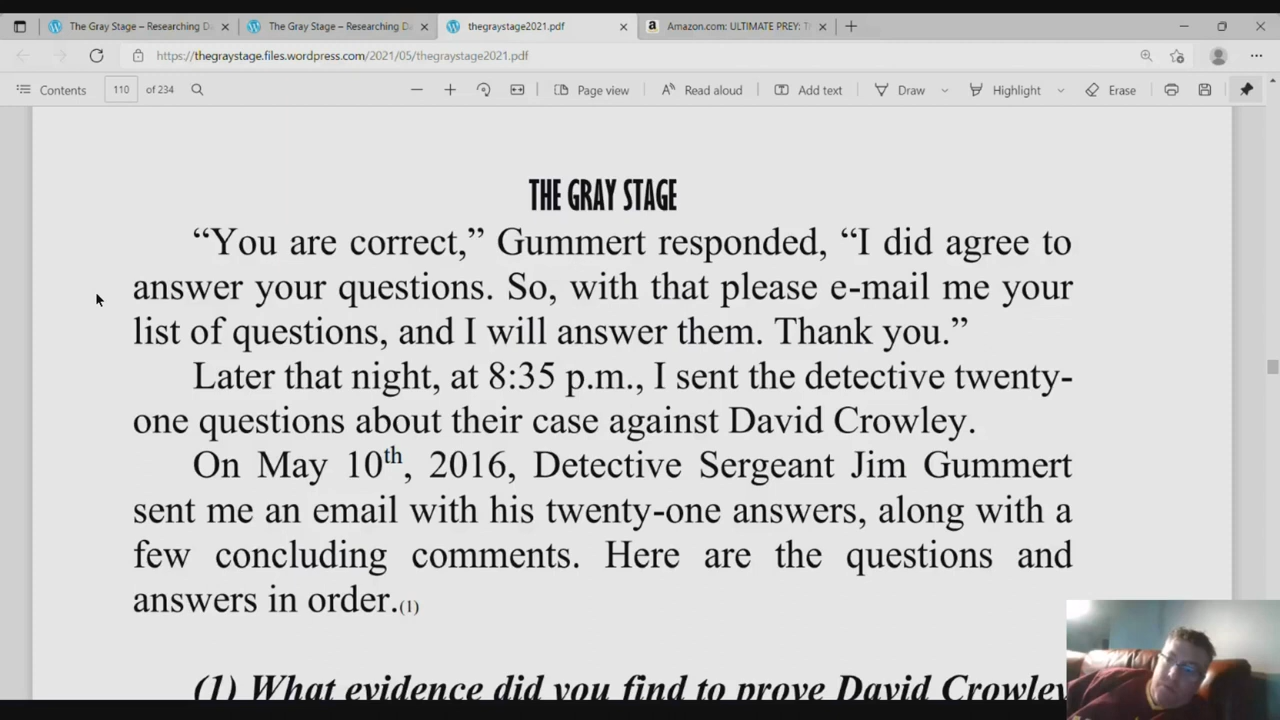 The Gray Stage – Researching D
The Gray Stage – Researching D
thegraystage2021.pdf
Amazon.com: ULTIMATE PREY: T
https://thegraystage.files.wordpress.com/2021/05/thegraystage2021.pdf
Contents 110 of 234 Page view Read aloud Add text Draw Highlight Erase
THE GRAY STAGE
“You are correct,” Gummert responded, “I did agree to
answer your questions. So, with that please e-mail me your
list of questions, and I will answer them. Thank you.”
Later that night, at 8:35 p.m., I sent the detective twenty-
one questions about their case against David Crowley.
On May 10th, 2016, Detective Sergeant Jim Gummert
sent me an email with his twenty-one answers, along with a
few concluding comments. Here are the questions and
answers in order.(1)
(1) What evidence did you find to prove David Crowley